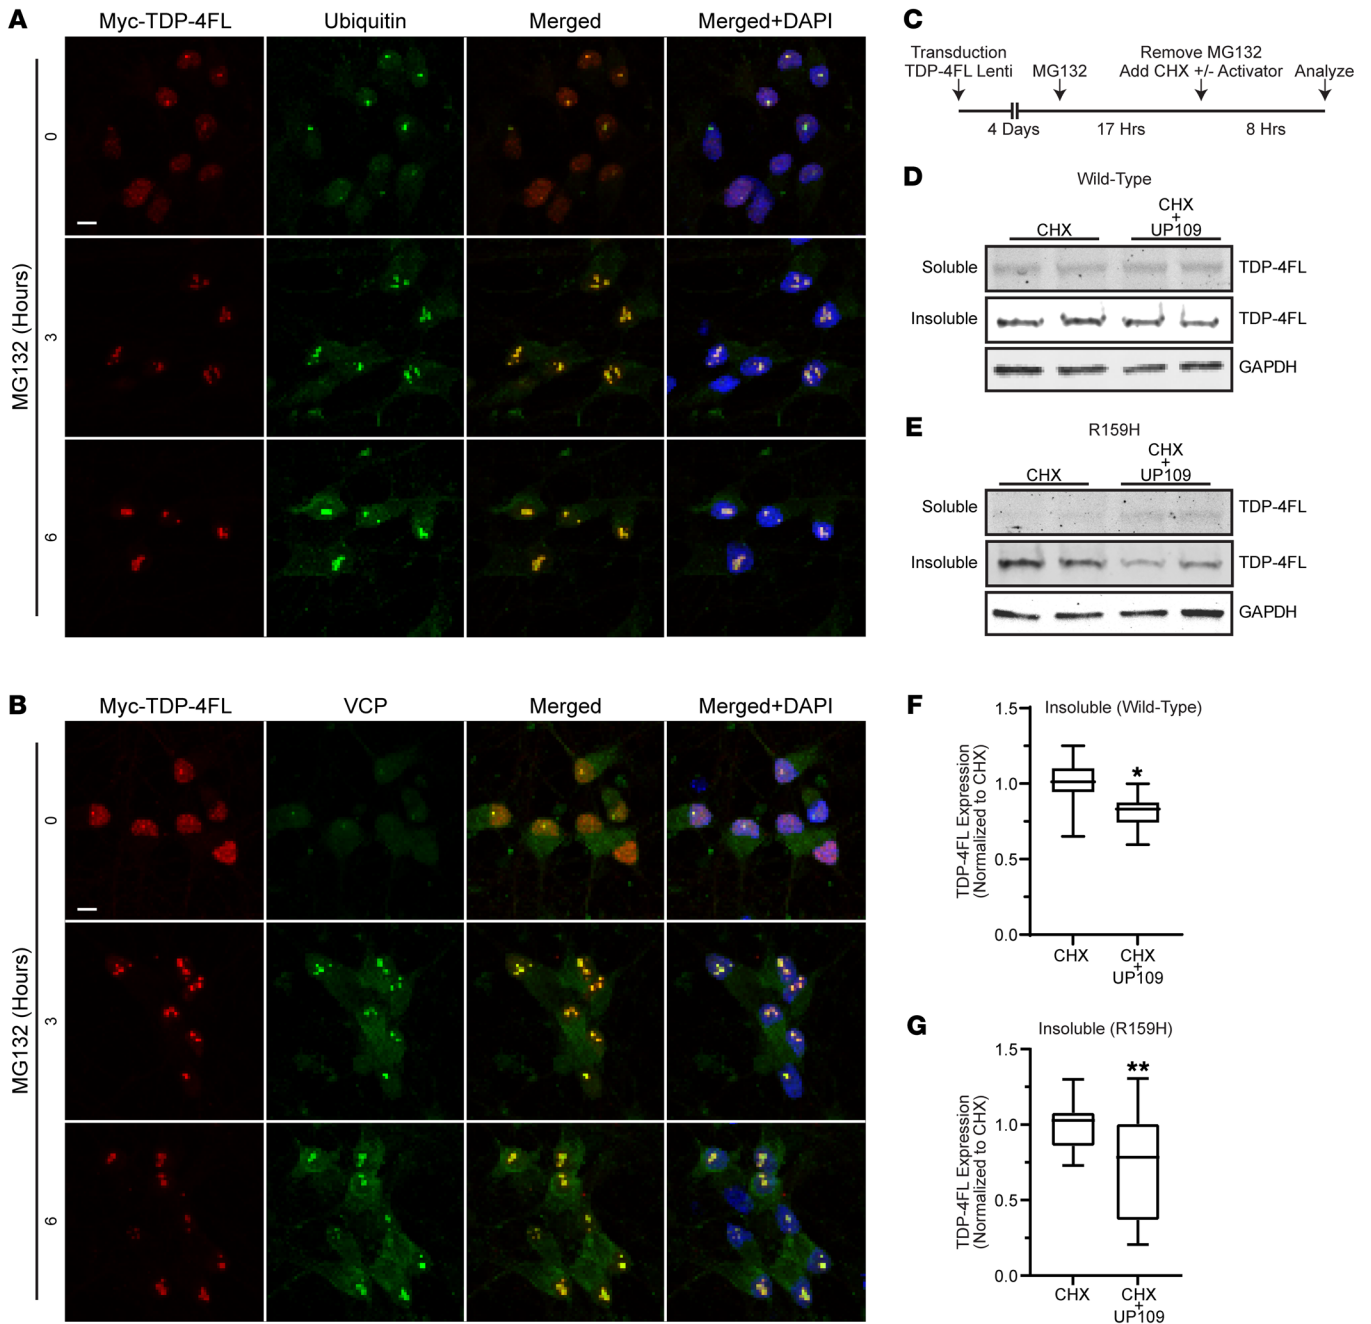 A
Myc-TDP-4FL
Ubiquitin
Merged
Merged+DAPI
MG132 (Hours)
0
3
6
B
Myc-TDP-4FL
VCP
Merged
Merged+DAPI
MG132 (Hours)
0
3
6
C
Transduction
TDP-4FL Lenti
MG132
Remove MG132
Add CHX +/- Activator
Analyze
4 Days
17 Hrs
8 Hrs
D
Wild-Type
CHX
CHX
+
UP109
Soluble
TDP-4FL
Insoluble
TDP-4FL
GAPDH
E
R159H
CHX
CHX
+
UP109
Soluble
TDP-4FL
Insoluble
TDP-4FL
GAPDH
F
Insoluble (Wild-Type)
TDP-4FL Expression
(Normalized to CHX)
1.5
1.0
0.5
0.0
*
CHX
CHX
+
UP109
G
Insoluble (R159H)
TDP-4FL Expression
(Normalized to CHX)
1.5
1.0
0.5
0.0
**
CHX
CHX
+
UP109